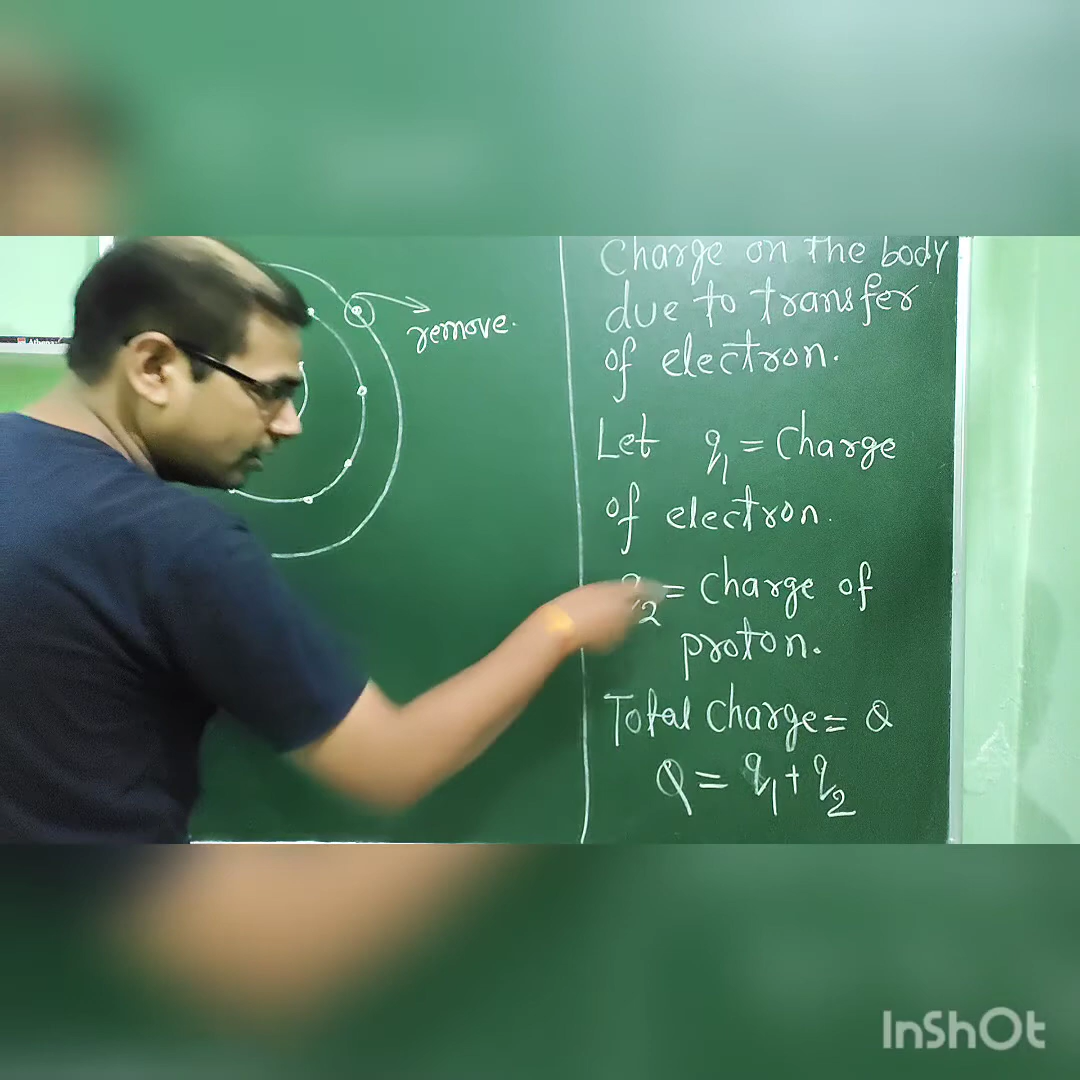 remove.
Charge on the body
due to transfer
of electron.
Let q1 = Charge
of electron.
q2 = Charge of
proton.
Total Charge = Q
Q = q1 + q2
InShOt